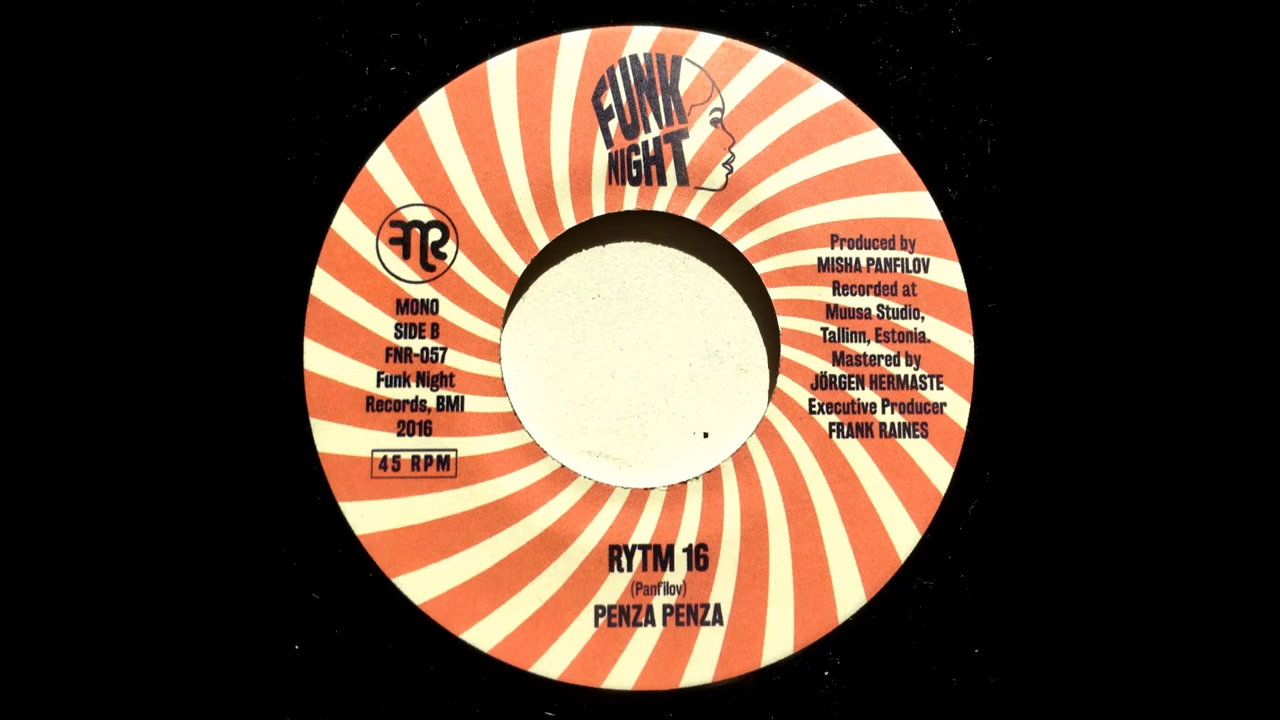 FUNK
NIGHT
FNR
MONO
SIDE B
FNR-057
Funk Night
Records, BMI
2016
45 RPM
Produced by
MISHA PANFILOV
Recorded at
Muusa Studio,
Tallinn, Estonia.
Mastered by
JÖRGEN HERMASTE
Executive Producer
FRANK RAINES
RYTM 16
(Panfilov)
PENZA PENZA